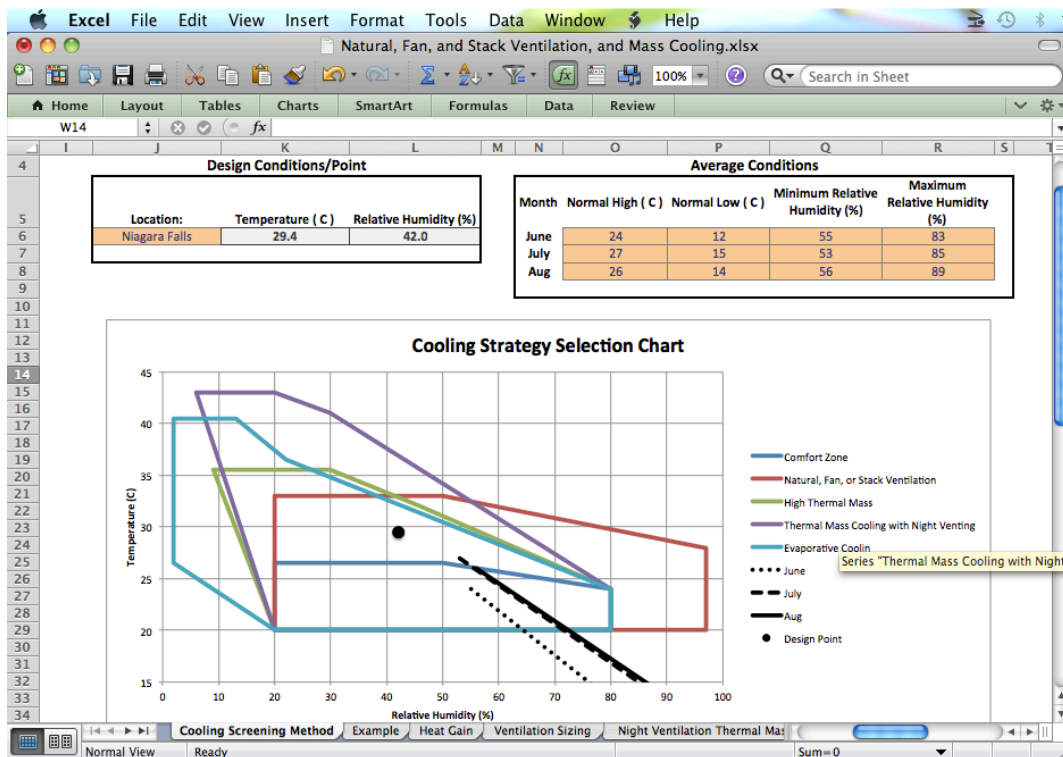 Excel File Edit View Insert Format Tools Data Window Help
Natural, Fan, and Stack Ventilation, and Mass Cooling.xlsx
100% Search in Sheet
Home Layout Tables Charts SmartArt Formulas Data Review
W14 fx
I J K L M N O P Q R S
4 Design Conditions/Point Average Conditions
5 Location: Temperature ( C ) Relative Humidity (%) Month Normal High ( C ) Normal Low ( C ) Minimum Relative Humidity (%) Maximum Relative Humidity (%)
6 Niagara Falls 29.4 42.0 June 24 12 55 83
7 July 27 15 53 85
8 Aug 26 14 56 89
9
10
11
12
13
14
15
16
17
18
19
20
21
22
23
24
25
26
27
28
29
30
31
32
33
34
Cooling Strategy Selection Chart
Temperature (C)
45
40
35
30
25
20
15
0 10 20 30 40 50 60 70 80 90 100
Relative Humidity (%)
Comfort Zone
Natural, Fan, or Stack Ventilation
High Thermal Mass
Thermal Mass Cooling with Night Venting
Evaporative Coolin
Series "Thermal Mass Cooling with Night
June
July
Aug
Design Point
Cooling Screening Method Example Heat Gain Ventilation Sizing Night Ventilation Thermal Mas
Normal View Ready Sum=0